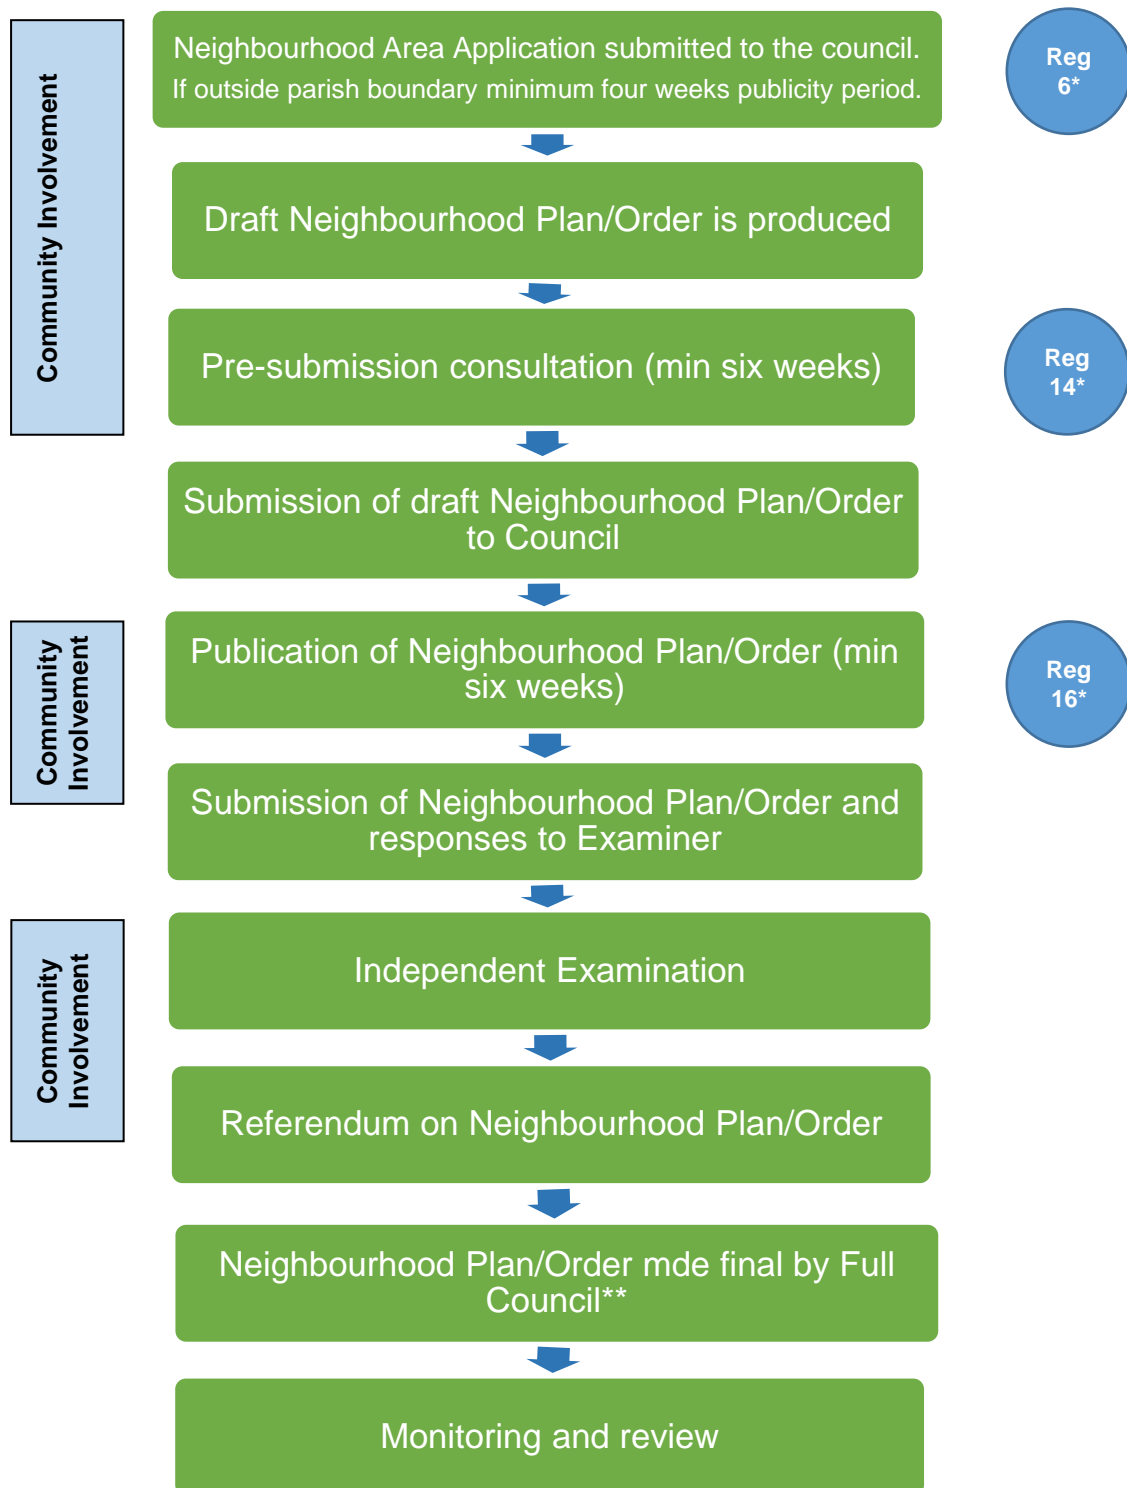 Community Involvement
Neighbourhood Area Application submitted to the council.
If outside parish boundary minimum four weeks publicity period.
Reg
6*
Draft Neighbourhood Plan/Order is produced
Pre-submission consultation (min six weeks)
Reg
14*
Submission of draft Neighbourhood Plan/Order
to Council
Community
Involvement
Publication of Neighbourhood Plan/Order (min
six weeks)
Reg
16*
Submission of Neighbourhood Plan/Order and
responses to Examiner
Community
Involvement
Independent Examination
Referendum on Neighbourhood Plan/Order
Neighbourhood Plan/Order mde final by Full
Council**
Monitoring and review